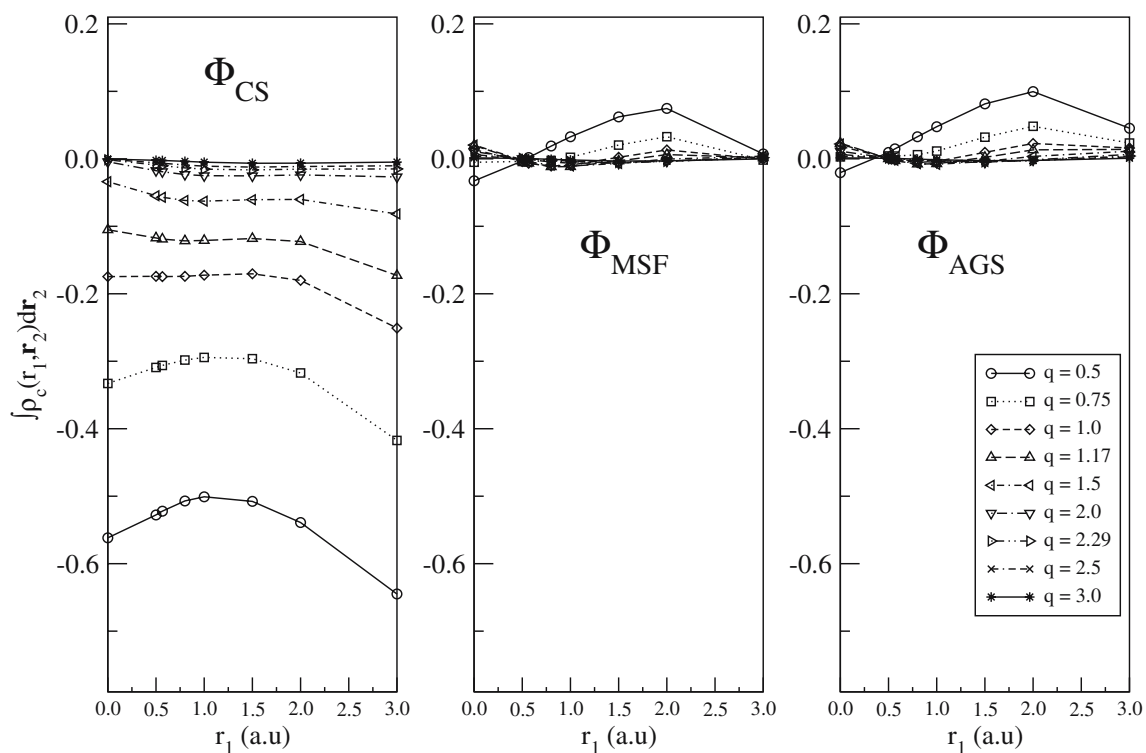 0.2
0.0
-0.2
-0.4
-0.6
∫ρ_c(r_1,r_2)dr_2
Φ_CS
0.0 0.5 1.0 1.5 2.0 2.5 3.0
r_1 (a.u)
0.2
0.0
-0.2
-0.4
-0.6
Φ_MSF
0.0 0.5 1.0 1.5 2.0 2.5 3.0
r_1 (a.u)
0.2
0.0
-0.2
-0.4
-0.6
Φ_AGS
q = 0.5
q = 0.75
q = 1.0
q = 1.17
q = 1.5
q = 2.0
q = 2.29
q = 2.5
q = 3.0
0.0 0.5 1.0 1.5 2.0 2.5 3.0
r_1 (a.u)